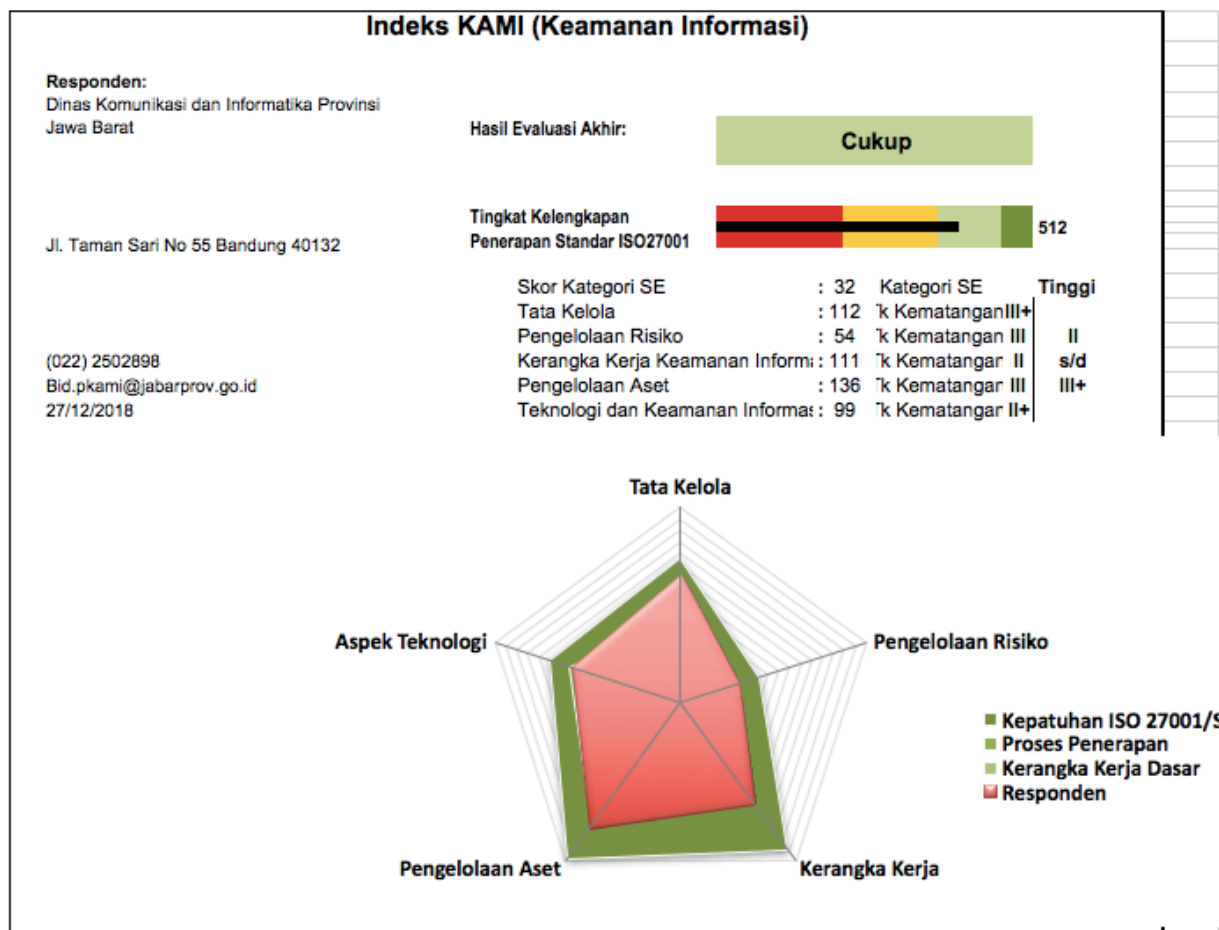 Indeks KAMI (Keamanan Informasi)
Responden:
Dinas Komunikasi dan Informatika Provinsi
Jawa Barat
Hasil Evaluasi Akhir:
Cukup
Tingkat Kelengkapan
Penerapan Standar ISO27001
512
Jl. Taman Sari No 55 Bandung 40132
Skor Kategori SE : 32 Kategori SE Tinggi
Tata Kelola : 112 Tk Kematangan III+
Pengelolaan Risiko : 54 Tk Kematangan III II
(022) 2502898 Kerangka Kerja Keamanan Informa : 111 Tk Kematangan II s/d
Bid.pkami@jabarprov.go.id Pengelolaan Aset : 136 Tk Kematangan III III+
27/12/2018 Teknologi dan Keamanan Informas : 99 Tk Kematangan II+
Tata Kelola
Aspek Teknologi
Pengelolaan Risiko
Kepatuhan ISO 27001/S
Proses Penerapan
Kerangka Kerja Dasar
Responden
Pengelolaan Aset
Kerangka Kerja